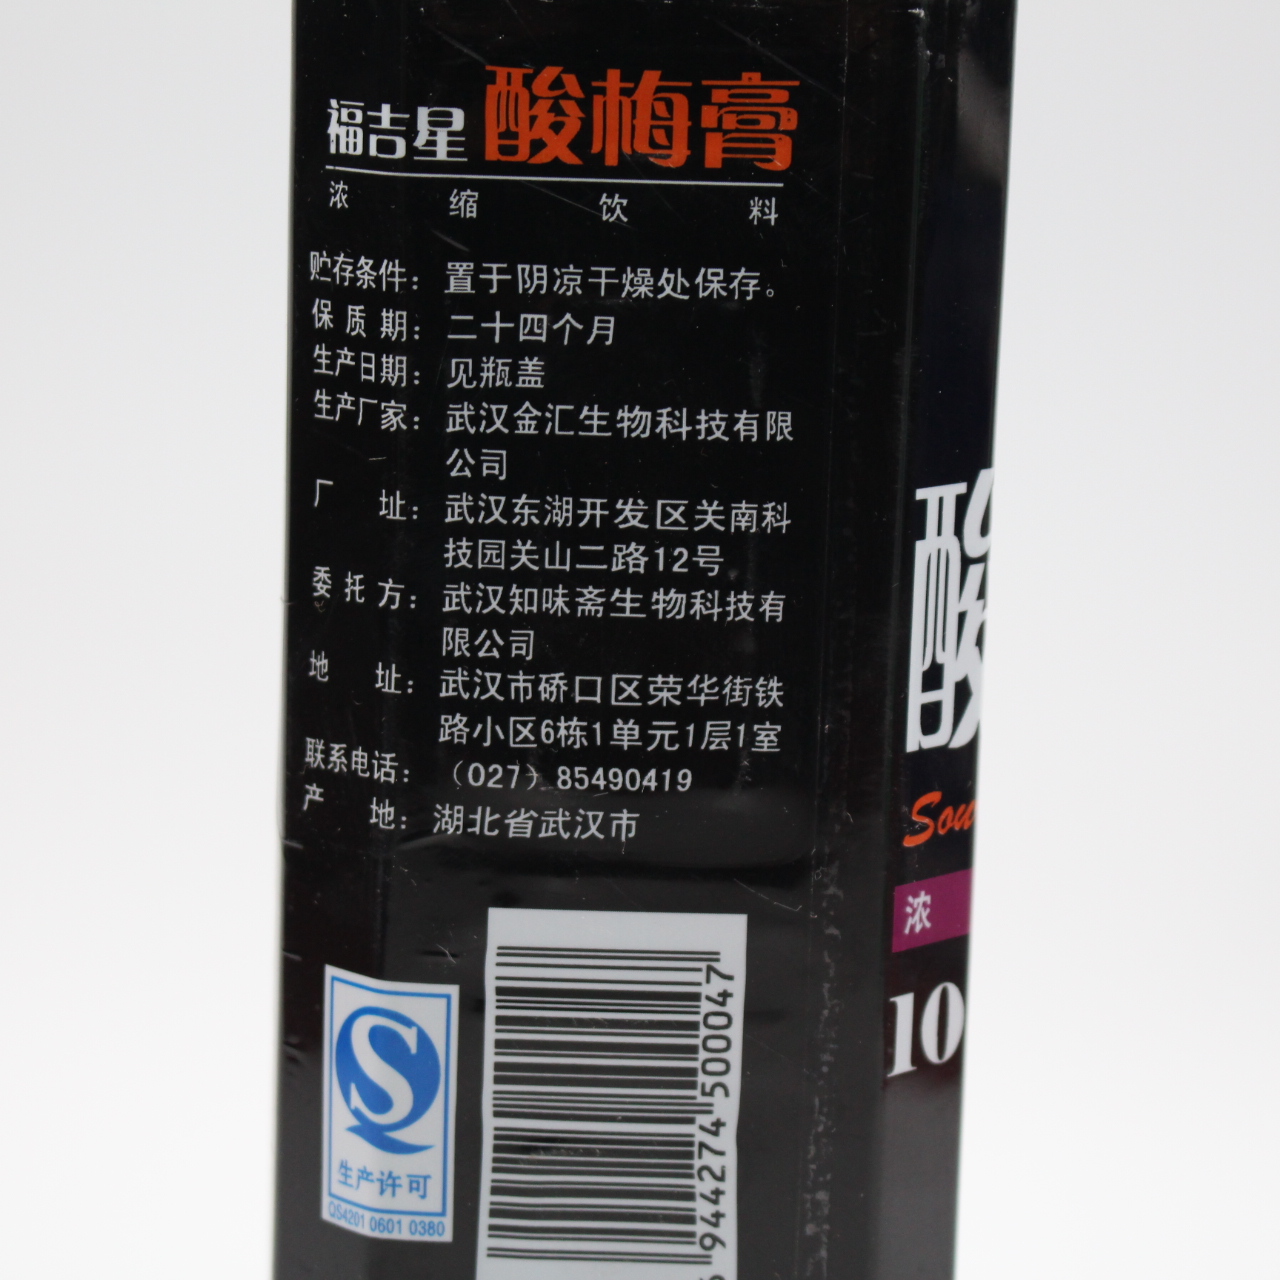 福吉星 酸梅膏
浓 缩 饮 料
贮存条件：置于阴凉干燥处保存。
保质期：二十四个月
生产日期：见瓶盖
生产厂家：武汉金汇生物科技有限
公司
厂 址：武汉东湖开发区关南科
技园关山二路12号
委托方：武汉知味斋生物科技有
限公司
地 址：武汉市硚口区荣华街铁
路小区6栋1单元1层1室
联系电话：（027）85490419
产 地：湖北省武汉市
生产许可
QS4201 0601 0380
944274 500047
酸
Sou
浓
10